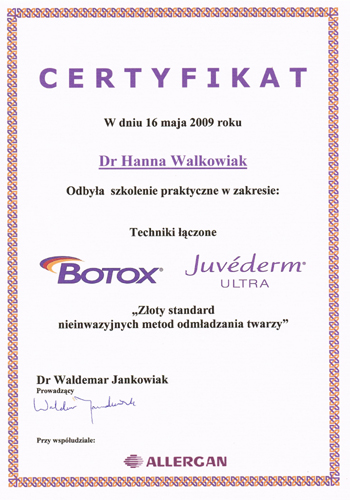 CERTYFIKAT
W dniu 16 maja 2009 roku
Dr Hanna Walkowiak
Odbyła szkolenie praktyczne w zakresie:
Techniki łączone
BOTOX®
Juvéderm®
ULTRA
„Złoty standard
nieinwazyjnych metod odmładzania twarzy”
Dr Waldemar Jankowiak
Prowadzący
Waldemar Jankowiak
Przy współudziale:
ALLERGAN